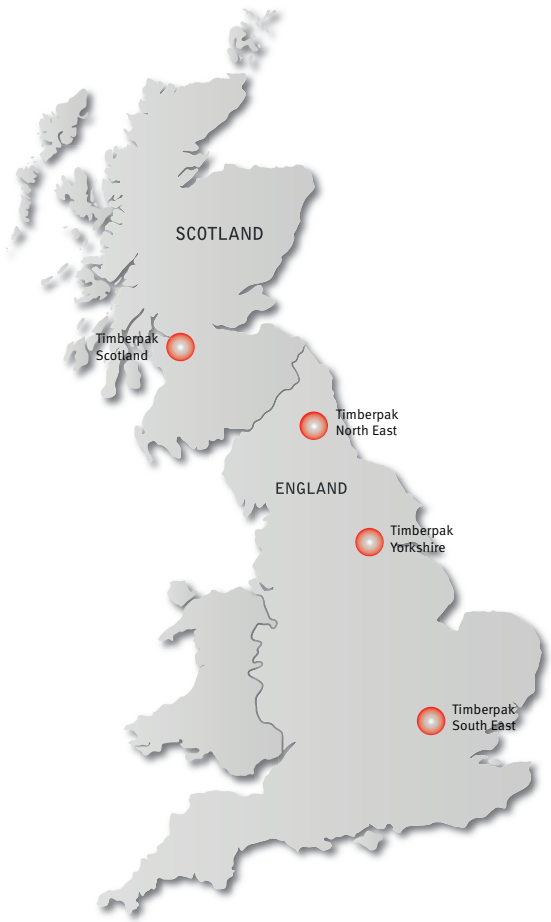 SCOTLAND
Timberpak
Scotland
Timberpak
North East
ENGLAND
Timberpak
Yorkshire
Timberpak
South East